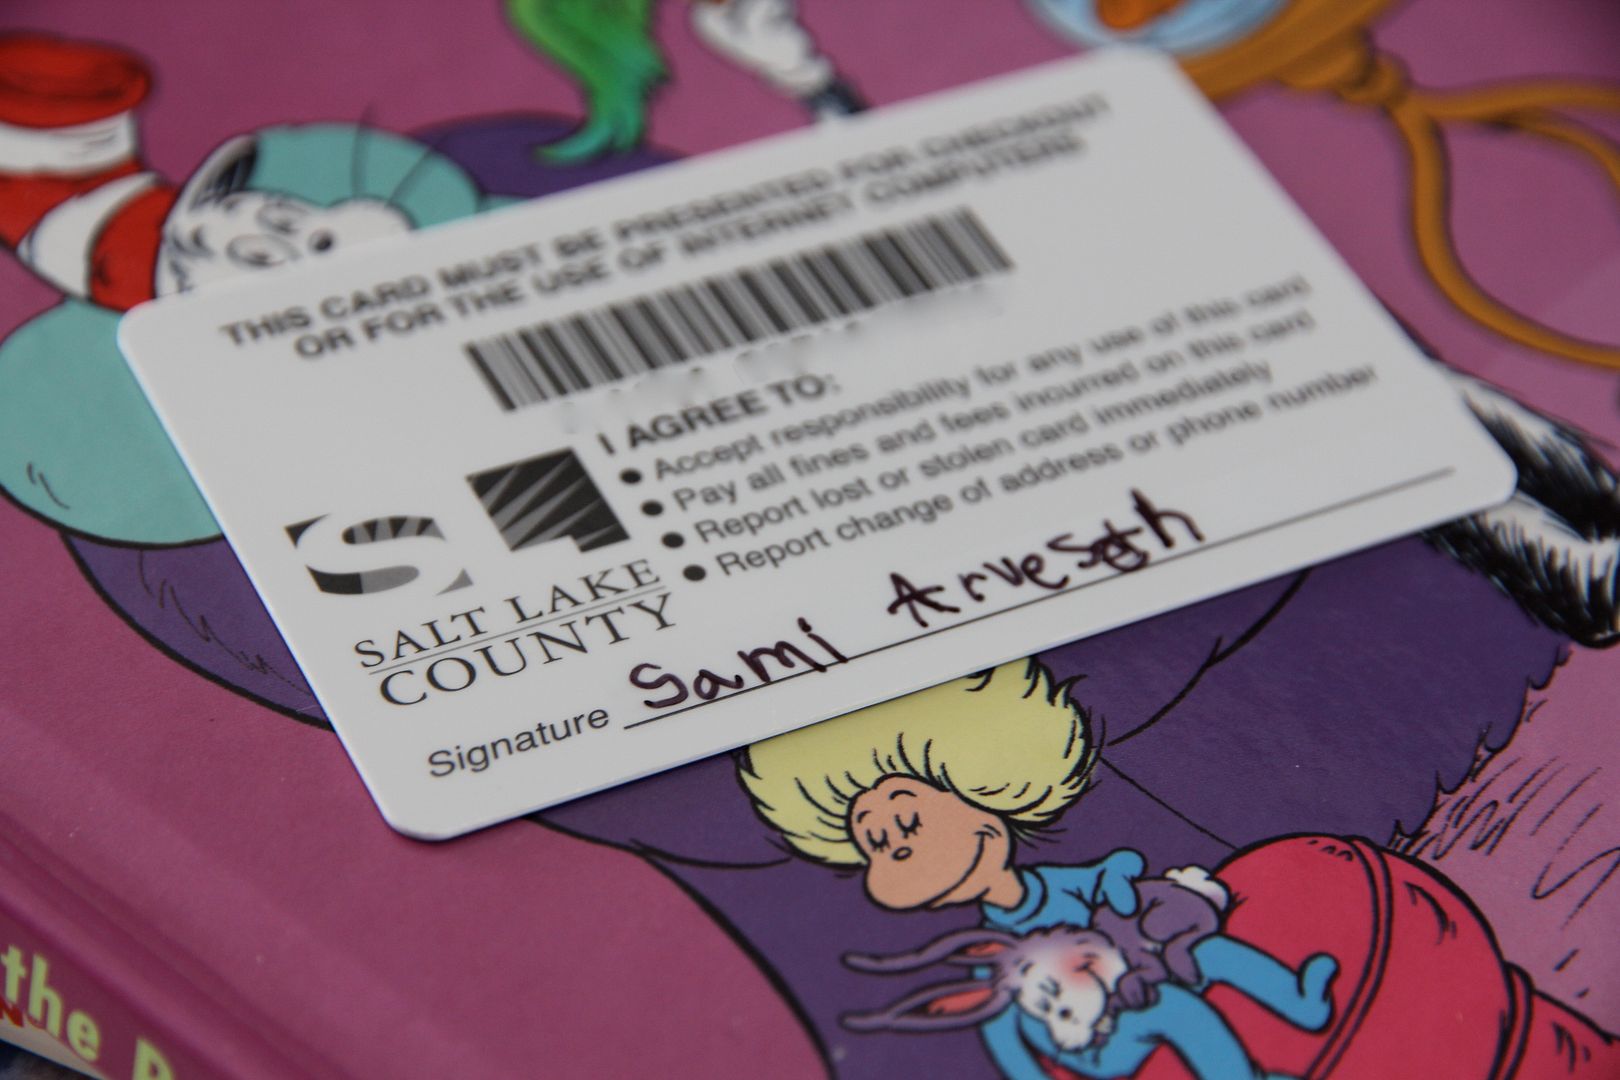 THIS CARD MUST BE PRESENTED FOR CHECKOUT
OR FOR THE USE OF INTERNET COMPUTERS
I AGREE TO:
• Accept responsibility for any use of this card
• Pay all fines and fees incurred on this card
• Report lost or stolen card immediately
• Report change of address or phone number
SALT LAKE
COUNTY
Signature Sami Arveseth
the